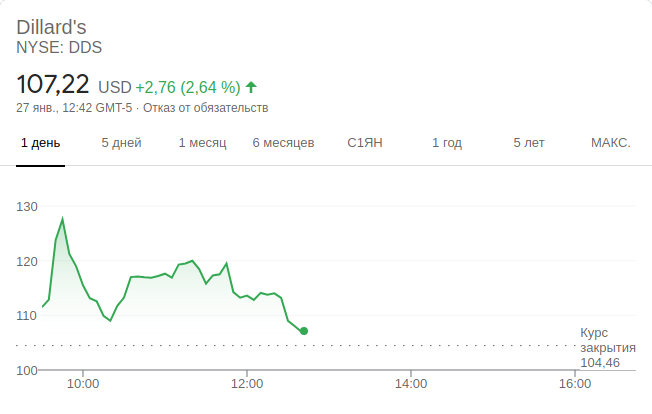 Dillard's
NYSE: DDS
107,22 USD +2,76 (2,64 %)
27 янв., 12:42 GMT-5 · Отказ от обязательств
1 день 5 дней 1 месяц 6 месяцев С1ЯН 1 год 5 лет МАКС.
130
120
110
100
Курс
закрытия
104,46
10:00 12:00 14:00 16:00